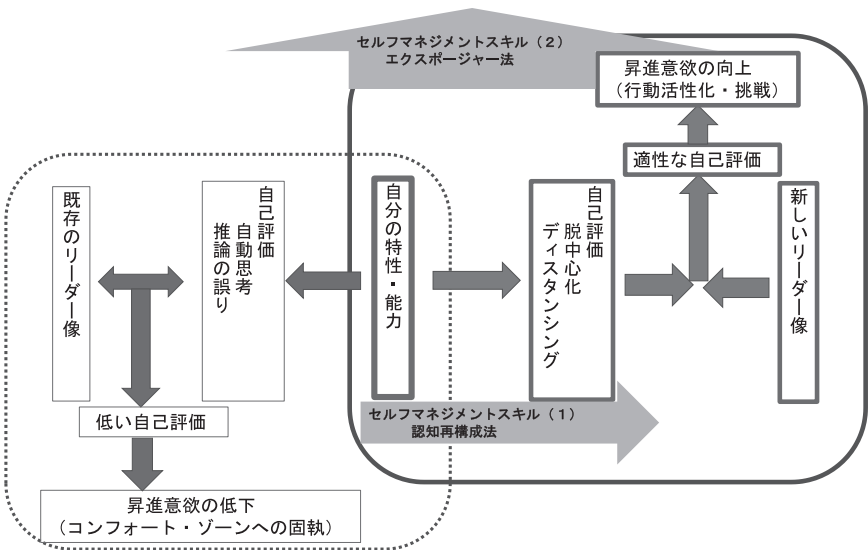 セルフマネジメントスキル（2）
エクスポージャー法
昇進意欲の向上
（行動活性化・挑戦）
適性な自己評価
既存のリーダー像
自己評価
自動思考
推論の誤り
自分の特性・能力
自己評価
脱中心化
ディスタンシング
新しいリーダー像
セルフマネジメントスキル（1）
認知再構成法
低い自己評価
昇進意欲の低下
（コンフォート・ゾーンへの固執）